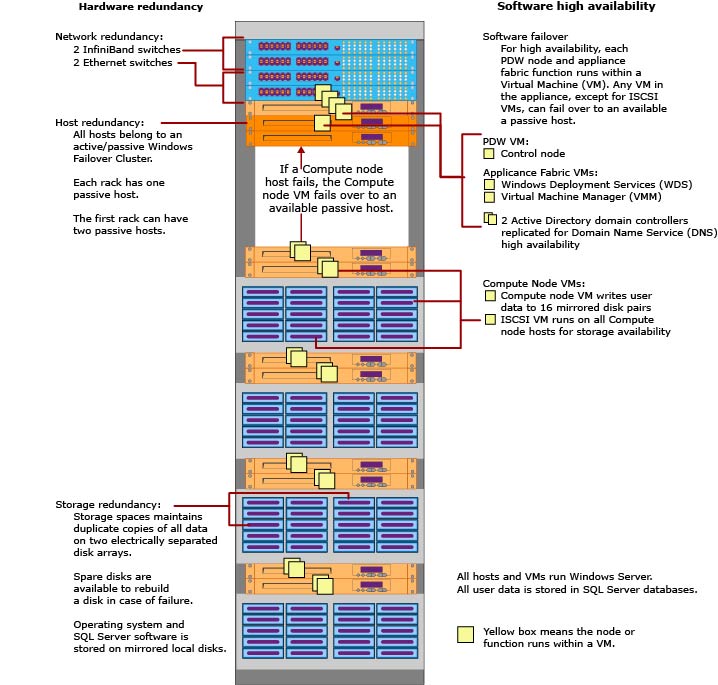 Hardware redundancy
Network redundancy:
2 InfiniBand switches
2 Ethernet switches
Host redundancy:
All hosts belong to an
active/passive Windows
Failover Cluster.
Each rack has one
passive host.
The first rack can have
two passive hosts.
Storage redundancy:
Storage spaces maintains
duplicate copies of all data
on two electrically separated
disk arrays.
Spare disks are
available to rebuild
a disk in case of failure.
Operating system and
SQL Server software is
stored on mirrored local disks.
If a Compute node
host fails, the Compute
node VM fails over to an
available passive host.
Software high availability
Software failover
For high availability, each
PDW node and appliance
fabric function runs within a
Virtual Machine (VM). Any VM in
the appliance, except for ISCSI
VMs, can fail over to an available
a passive host.
PDW VM:
Control node
Applicance Fabric VMs:
Windows Deployment Services (WDS)
Virtual Machine Manager (VMM)
2 Active Directory domain controllers
replicated for Domain Name Service (DNS)
high availability
Compute Node VMs:
Compute node VM writes user
data to 16 mirrored disk pairs
ISCSI VM runs on all Compute
node hosts for storage availability
All hosts and VMs run Windows Server.
All user data is stored in SQL Server databases.
Yellow box means the node or
function runs within a VM.